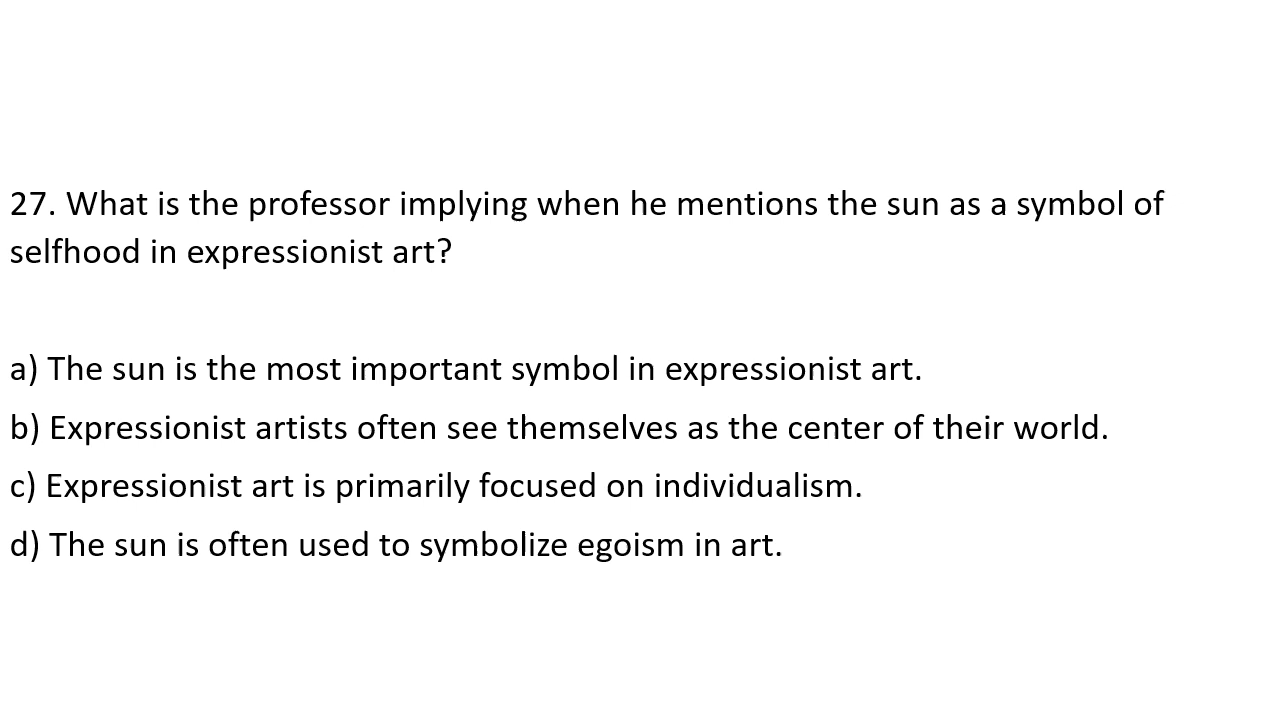 27. What is the professor implying when he mentions the sun as a symbol of
selfhood in expressionist art?
a) The sun is the most important symbol in expressionist art.
b) Expressionist artists often see themselves as the center of their world.
c) Expressionist art is primarily focused on individualism.
d) The sun is often used to symbolize egoism in art.